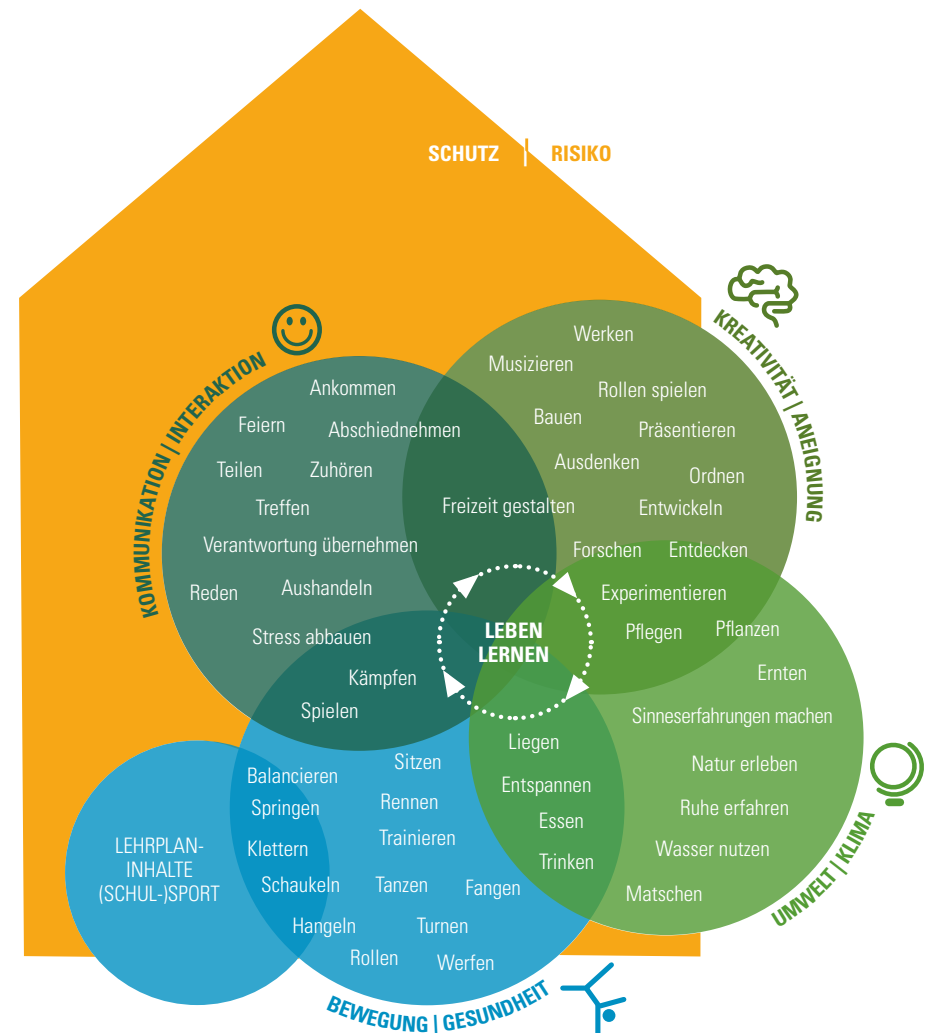 SCHUTZ | RISIKO
KOMMUNIKATION | INTERAKTION
Ankommen
Feiern
Abschiednehmen
Teilen
Zuhören
Treffen
Verantwortung übernehmen
Reden
Aushandeln
Stress abbauen
Kämpfen
Spielen
KREATIVITÄT | ANEIGNUNG
Werken
Musizieren
Rollen spielen
Bauen
Präsentieren
Ausdenken
Ordnen
Freizeit gestalten
Entwickeln
Forschen
Entdecken
Experimentieren
Pflegen
Pflanzen
LEBEN
LERNEN
Ernten
Sinneserfahrungen machen
Natur erleben
Ruhe erfahren
Wasser nutzen
Matschen
UMWELT | KLIMA
Liegen
Entspannen
Essen
Trinken
Sitzen
Balancieren
Rennen
Springen
Trainieren
Klettern
Schaukeln
Tanzen
Fangen
Hangeln
Turnen
Rollen
Werfen
BEWEGUNG | GESUNDHEIT
LEHRPLAN-
INHALTE
(SCHUL-)SPORT